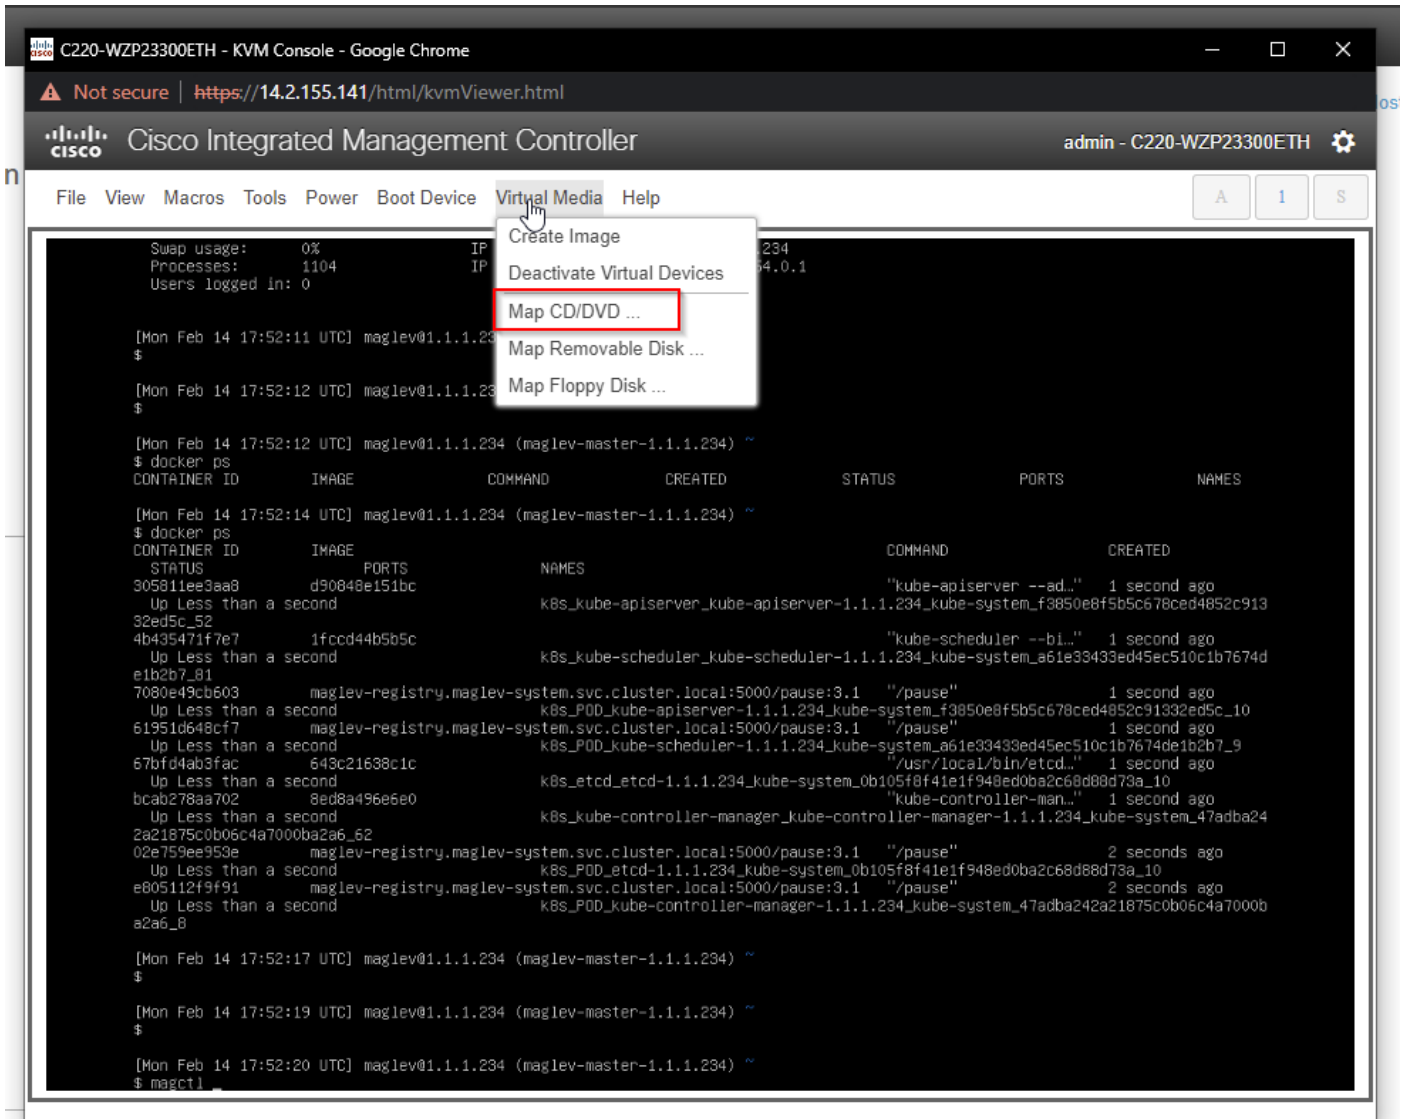 C220-WZP23300ETH - KVM Console - Google Chrome
Not secure | https://14.2.155.141/html/kvmViewer.html
cisco Cisco Integrated Management Controller admin - C220-WZP23300ETH
File View Macros Tools Power Boot Device Virtual Media Help A 1 S
Create Image
Deactivate Virtual Devices
Map CD/DVD ...
Map Removable Disk ...
Map Floppy Disk ...
Swap usage: 0% IP .234
Processes: 1104 IP 54.0.1
Users logged in: 0
[Mon Feb 14 17:52:11 UTC] maglev@1.1.1.23
$
[Mon Feb 14 17:52:12 UTC] maglev@1.1.1.23
$
[Mon Feb 14 17:52:12 UTC] maglev@1.1.1.234 (maglev-master-1.1.1.234) ~
$ docker ps
CONTAINER ID IMAGE COMMAND CREATED STATUS PORTS NAMES
[Mon Feb 14 17:52:14 UTC] maglev@1.1.1.234 (maglev-master-1.1.1.234) ~
$ docker ps
CONTAINER ID IMAGE COMMAND CREATED
STATUS PORTS NAMES
305811ee3aa8 d90848e151bc "kube-apiserver --ad…" 1 second ago
Up Less than a second k8s_kube-apiserver_kube-apiserver-1.1.1.234_kube-system_f3850e8f5b5c678ced4852c913
32ed5c_52
4b435471f7e7 1fccd44b5b5c "kube-scheduler --bi…" 1 second ago
Up Less than a second k8s_kube-scheduler_kube-scheduler-1.1.1.234_kube-system_a61e33433ed45ec510c1b7674d
e1b2b7_81
7080e49cb603 maglev-registry.maglev-system.svc.cluster.local:5000/pause:3.1 "/pause" 1 second ago
Up Less than a second k8s_POD_kube-apiserver-1.1.1.234_kube-system_f3850e8f5b5c678ced4852c91332ed5c_10
61951d648cf7 maglev-registry.maglev-system.svc.cluster.local:5000/pause:3.1 "/pause" 1 second ago
Up Less than a second k8s_POD_kube-scheduler-1.1.1.234_kube-system_a61e33433ed45ec510c1b7674de1b2b7_9
67bfd4ab3fac 643c21638c1c "/usr/local/bin/etcd…" 1 second ago
Up Less than a second k8s_etcd_etcd-1.1.1.234_kube-system_0b105f8f41e1f948ed0ba2c68d88d73a_10
bcab278aa702 8ed8a496e6e0 "kube-controller-man…" 1 second ago
Up Less than a second k8s_kube-controller-manager_kube-controller-manager-1.1.1.234_kube-system_47adba24
2a21875c0b06c4a7000ba2a6_62
02e759ee953e maglev-registry.maglev-system.svc.cluster.local:5000/pause:3.1 "/pause" 2 seconds ago
Up Less than a second k8s_POD_etcd-1.1.1.234_kube-system_0b105f8f41e1f948ed0ba2c68d88d73a_10
e805112f9f91 maglev-registry.maglev-system.svc.cluster.local:5000/pause:3.1 "/pause" 2 seconds ago
Up Less than a second k8s_POD_kube-controller-manager-1.1.1.234_kube-system_47adba242a21875c0b06c4a7000b
a2a6_8
[Mon Feb 14 17:52:17 UTC] maglev@1.1.1.234 (maglev-master-1.1.1.234) ~
$
[Mon Feb 14 17:52:19 UTC] maglev@1.1.1.234 (maglev-master-1.1.1.234) ~
$
[Mon Feb 14 17:52:20 UTC] maglev@1.1.1.234 (maglev-master-1.1.1.234) ~
$ magctl _